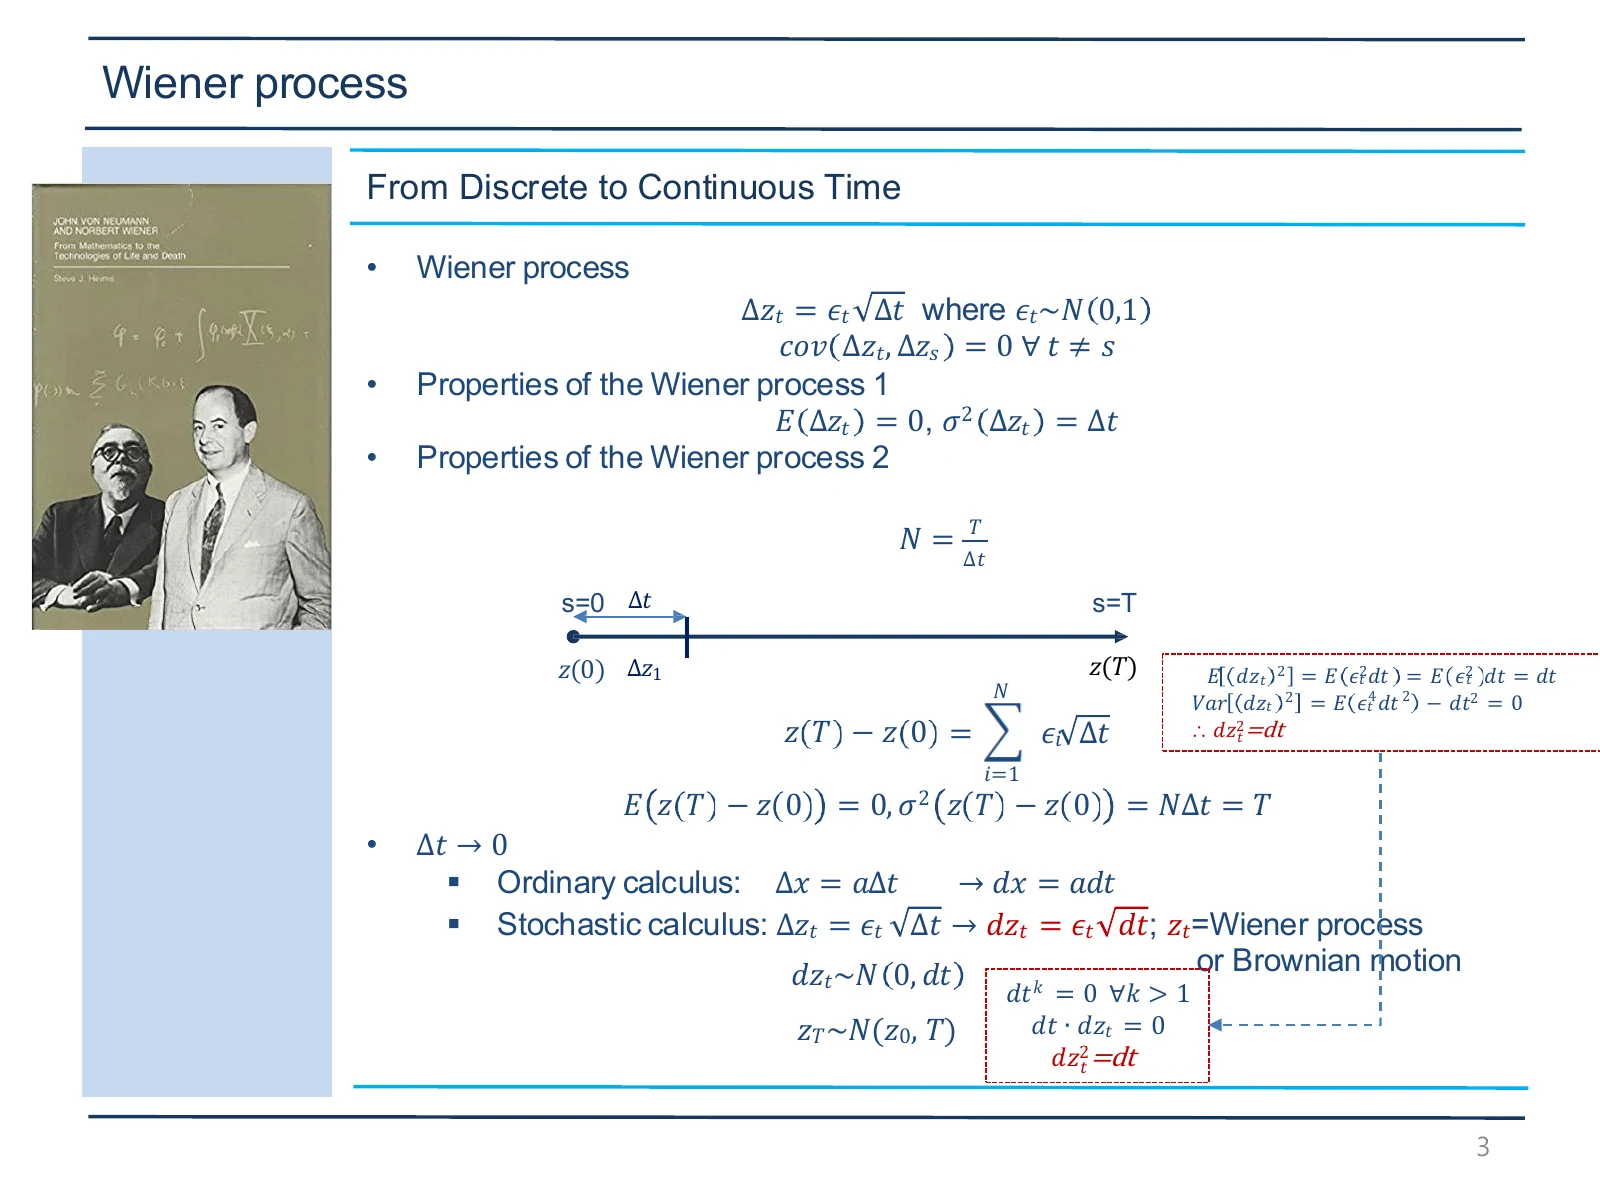 Wiener process
JOHN VON NEUMANN
AND NORBERT WIENER
From Mathematics to the
Technologies of Life and Death
Steve J. Heims
From Discrete to Continuous Time
• Wiener process
Δz_t = ϵ_t√Δt where ϵ_t~N(0,1)
cov(Δz_t, Δz_s) = 0 ∀ t ≠ s
• Properties of the Wiener process 1
E(Δz_t) = 0, σ²(Δz_t) = Δt
• Properties of the Wiener process 2
N = T/Δt
s=0 Δt s=T
z(0) Δz₁ z(T)
E[(dz_t)²] = E(ϵ_t²dt) = E(ϵ_t²)dt = dt
Var[(dz_t)²] = E(ϵ_t⁴dt²) − dt² = 0
∴ dz_t²=dt
z(T) − z(0) = ∑_{i=1}^{N} ϵ_i√Δt
E(z(T) − z(0)) = 0, σ²(z(T) − z(0)) = NΔt = T
• Δt → 0
▪ Ordinary calculus: Δx = aΔt → dx = adt
▪ Stochastic calculus: Δz_t = ϵ_t√Δt → dz_t = ϵ_t√dt; z_t=Wiener process
or Brownian motion
dz_t~N(0, dt)
z_T~N(z₀, T)
dt^k = 0 ∀k > 1
dt · dz_t = 0
dz_t²=dt
3